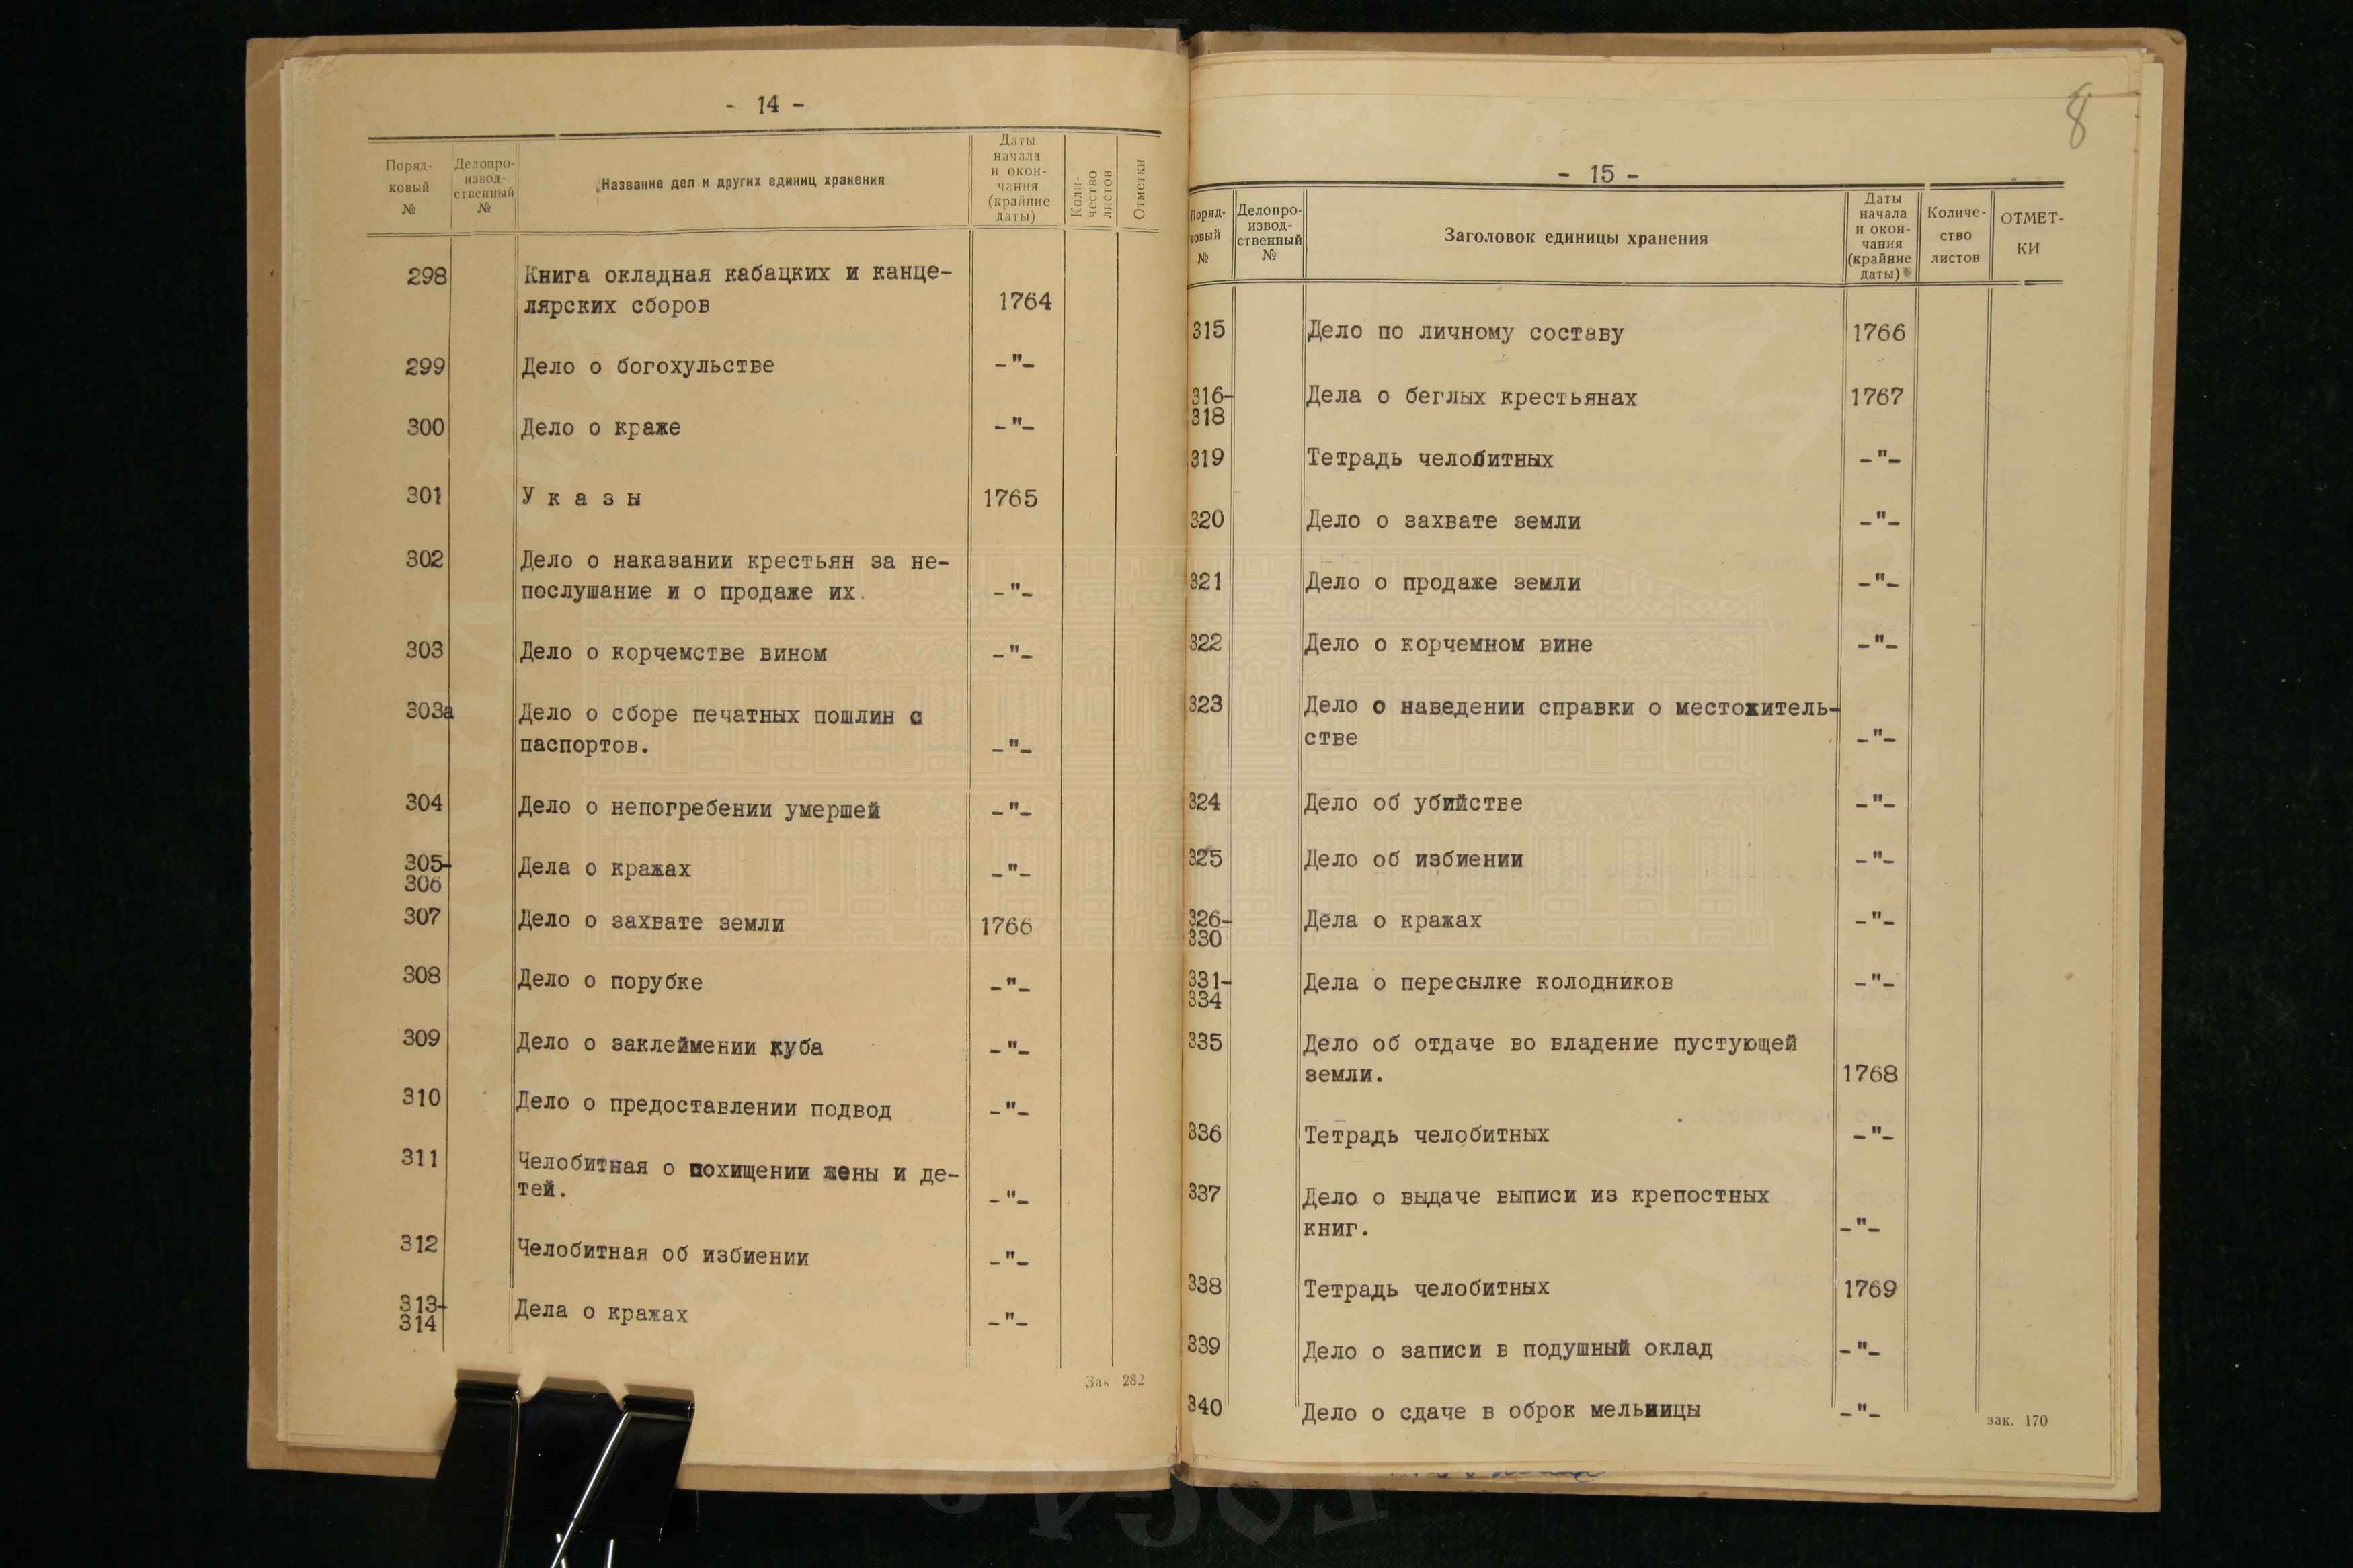 - 14 -
Поряд-
ковый
№
Делопро-
извод-
ственный
№
Название дел и других единиц хранения
Даты
начала
и окон-
чания
(крайние
даты)
Коли-
чество
листов
Отметки
298 Книга окладная кабацких и канце-
лярских сборов 1764
299 Дело о богохульстве -"-
300 Дело о краже -"-
301 У к а з ы 1765
302 Дело о наказании крестьян за не-
послушание и о продаже их. -"-
303 Дело о корчемстве вином -"-
303а Дело о сборе печатных пошлин с
паспортов. -"-
304 Дело о непогребении умершей -"-
305- Дела о кражах -"-
306
307 Дело о захвате земли 1766
308 Дело о порубке -"-
309 Дело о заклеймении куба -"-
310 Дело о предоставлении подвод -"-
311 Челобитная о похищении жены и де-
тей. -"-
312 Челобитная об избиении -"-
313- Дела о кражах -"-
314
Зак 282
8
- 15 -
Поряд-
ковый
№
Делопро-
извод-
ственный
№
Заголовок единицы хранения
Даты
начала
и окон-
чания
(крайние
даты)
Количе-
ство
листов
ОТМЕТ-
КИ
315 Дело по личному составу 1766
316- Дела о беглых крестьянах 1767
318
319 Тетрадь челобитных -"-
320 Дело о захвате земли -"-
321 Дело о продаже земли -"-
322 Дело о корчемном вине -"-
323 Дело о наведении справки о местожитель-
стве -"-
324 Дело об убийстве -"-
325 Дело об избиении -"-
326- Дела о кражах -"-
330
331- Дела о пересылке колодников -"-
334
335 Дело об отдаче во владение пустующей
земли. 1768
336 Тетрадь челобитных -"-
337 Дело о выдаче выписи из крепостных
книг. -"-
338 Тетрадь челобитных 1769
339 Дело о записи в подушный оклад -"-
340 Дело о сдаче в оброк мельницы -"-
зак. 170